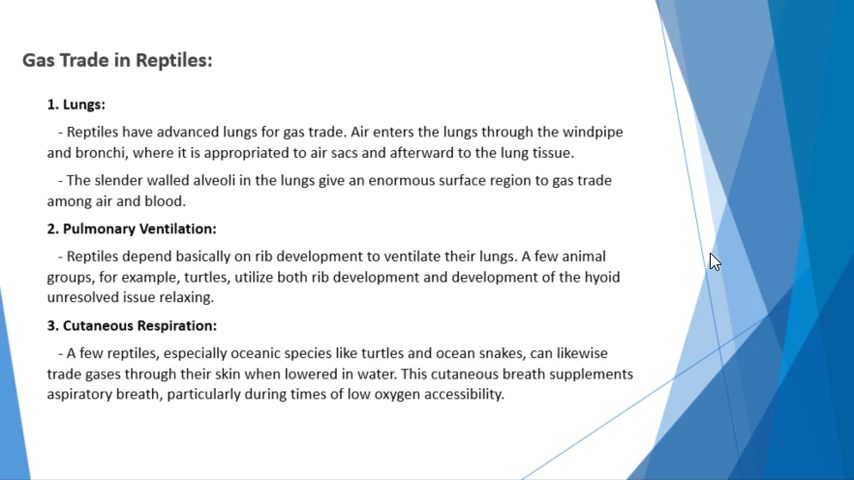 Gas Trade in Reptiles:
1. Lungs:
- Reptiles have advanced lungs for gas trade. Air enters the lungs through the windpipe
and bronchi, where it is appropriated to air sacs and afterward to the lung tissue.
- The slender walled alveoli in the lungs give an enormous surface region to gas trade
among air and blood.
2. Pulmonary Ventilation:
- Reptiles depend basically on rib development to ventilate their lungs. A few animal
groups, for example, turtles, utilize both rib development and development of the hyoid
unresolved issue relaxing.
3. Cutaneous Respiration:
- A few reptiles, especially oceanic species like turtles and ocean snakes, can likewise
trade gases through their skin when lowered in water. This cutaneous breath supplements
aspiratory breath, particularly during times of low oxygen accessibility.